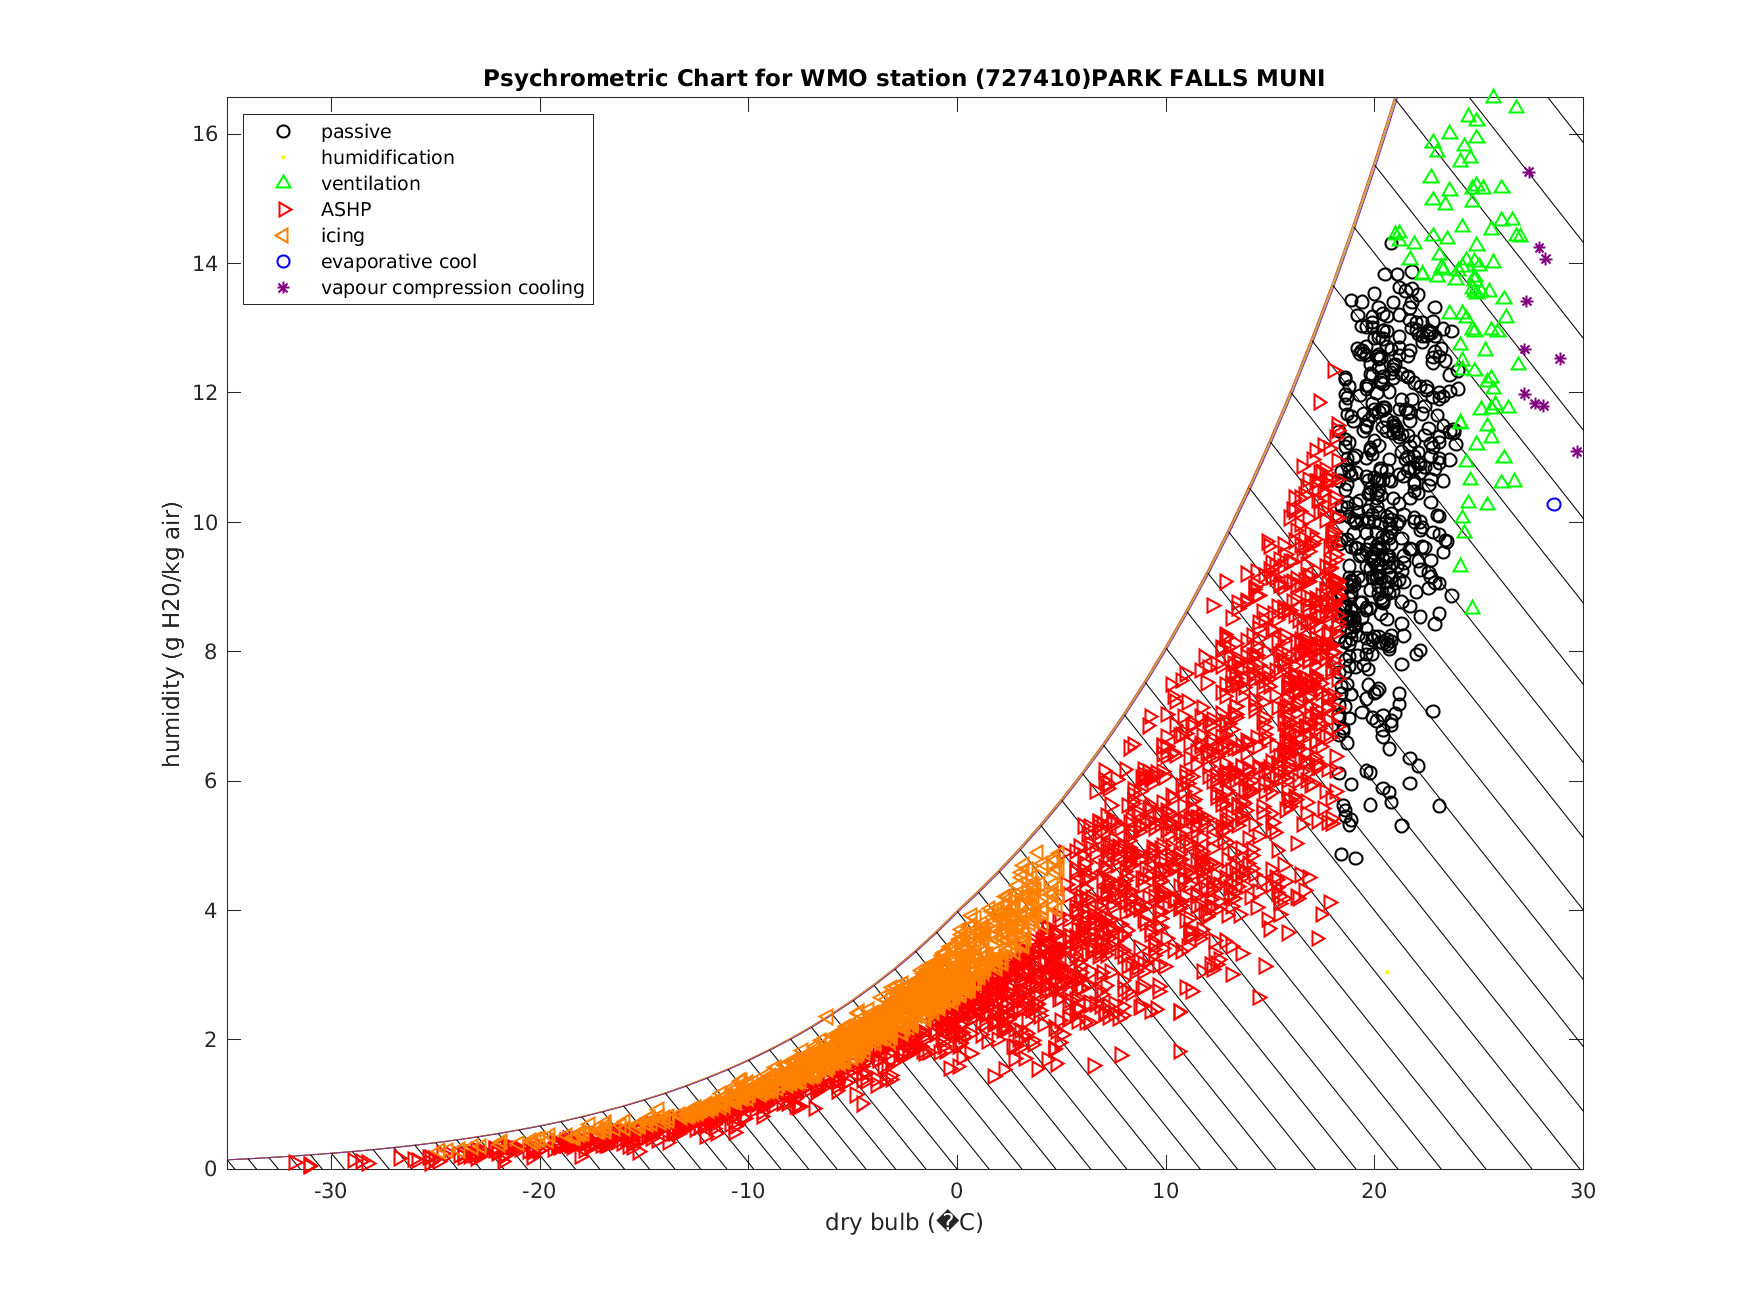 Psychrometric Chart for WMO station (727410)PARK FALLS MUNI
passive
humidification
ventilation
ASHP
icing
evaporative cool
vapour compression cooling
16
14
12
10
8
6
4
2
0
humidity (g H20/kg air)
-30 -20 -10 0 10 20 30
dry bulb (�C)